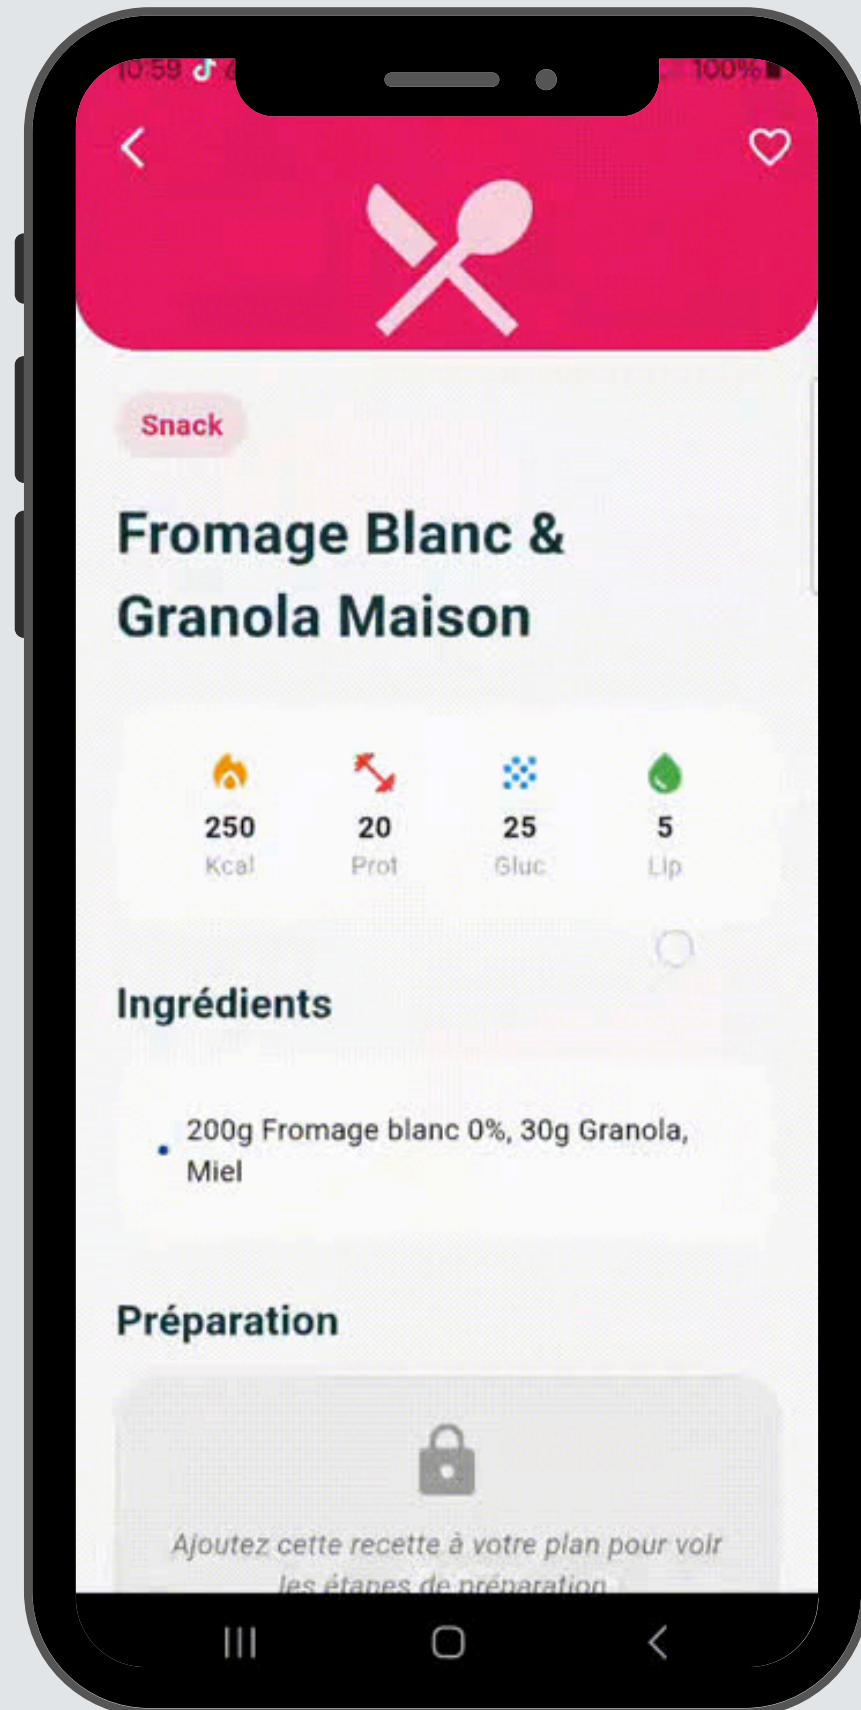 10:59
100%
Snack
Fromage Blanc &
Granola Maison
250
20
25
5
Kcal
Prot
Gluc
Lip
Ingrédients
• 200g Fromage blanc 0%, 30g Granola,
Miel
Préparation
Ajoutez cette recette à votre plan pour voir
les étapes de préparation